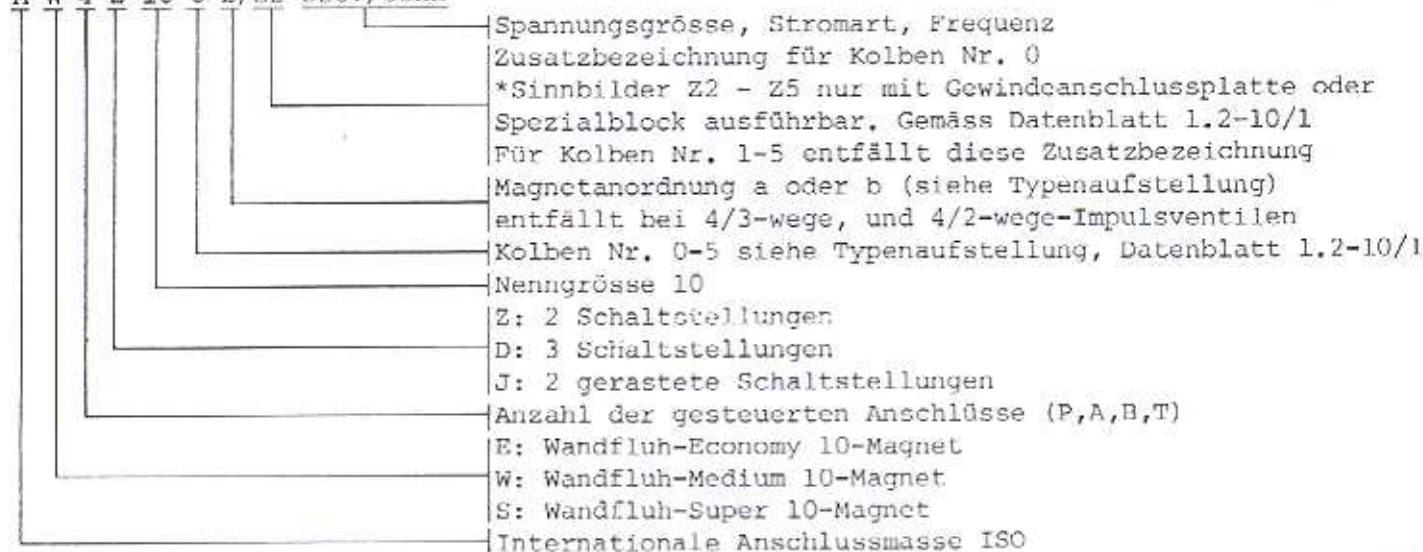 Spannungsgrösse, Stromart, Frequenz
Zusatzbezeichnung für Kolben Nr. 0
*Sinnbilder Z2 - Z5 nur mit Gewindeanschlussplatte oder
Spezialblock ausführbar. Gemäss Datenblatt 1.2-10/1
Für Kolben Nr. 1-5 entfällt diese Zusatzbezeichnung
Magnetanordnung a oder b (siehe Typenaufstellung)
entfällt bei 4/3-wege, und 4/2-wege-Impulsventilen
Kolben Nr. 0-5 siehe Typenaufstellung, Datenblatt 1.2-10/1
Nenngrösse 10
Z: 2 Schaltstellungen
D: 3 Schaltstellungen
J: 2 gerastete Schaltstellungen
Anzahl der gesteuerten Anschlüsse (P,A,B,T)
E: Wandfluh-Economy 10-Magnet
W: Wandfluh-Medium 10-Magnet
S: Wandfluh-Super 10-Magnet
Internationale Anschlussmasse ISO